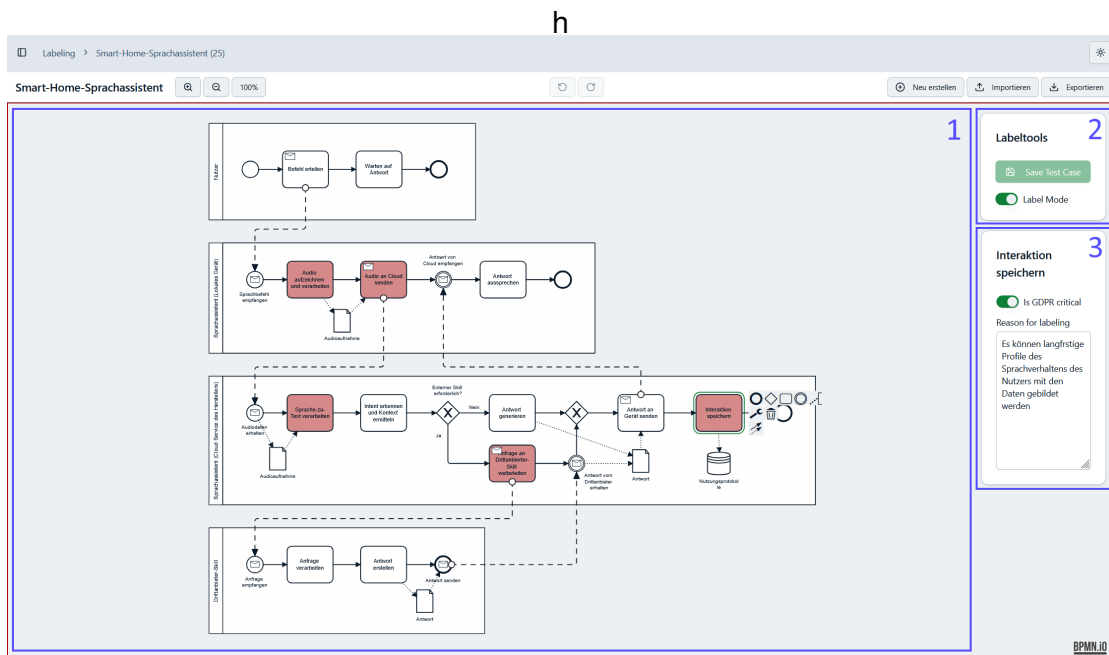 h
Labeling > Smart-Home-Sprachassistent (25)
Smart-Home-Sprachassistent
100%
Neu erstellen
Importieren
Exportieren
1
Nutzer
Befehl erteilen
Warten auf
Antwort
Sprachassistent (Lokales Gerät)
Sprachbefehl
empfangen
Audio
aufzeichnen
und verarbeiten
Audio an Cloud
senden
Antwort von
Cloud empfangen
Antwort
aussprechen
Audioaufnahme
Sprachassistent (Cloud Service des Herstellers)
Audiodaten
erhalten
Sprache-zu-
Text verarbeiten
Intent erkennen
und Kontext
ermitteln
Externer Skill
erforderlich?
Nein
Ja
Antwort
generieren
Antwort an
Gerät senden
Interaktion
speichern
Anfrage an
Drittanbieter-
Skill
weiterleiten
Antwort vom
Drittanbieter
erhalten
Audioaufnahme
Antwort
Nutzungsprotokol
le
Drittanbieter-Skill
Anfrage
empfangen
Anfrage
verarbeiten
Antwort
erstellen
Antwort senden
Antwort
2
Labeltools
Save Test Case
Label Mode
3
Interaktion
speichern
Is GDPR critical
Reason for labeling
Es können langfrstige
Profile des
Sprachverhaltens des
Nutzers mit den
Daten gebildet
werden
BPMN.iO